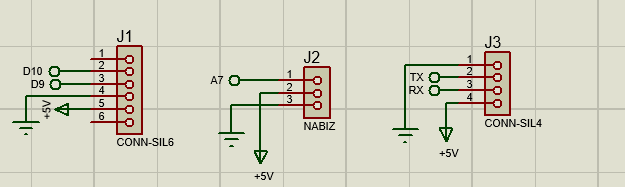 J1
1
D10
2
D9
3
4
+5V
5
6
CONN-SIL6
J2
A7
1
2
3
NABIZ
+5V
J3
1
TX
2
RX
3
4
CONN-SIL4
+5V